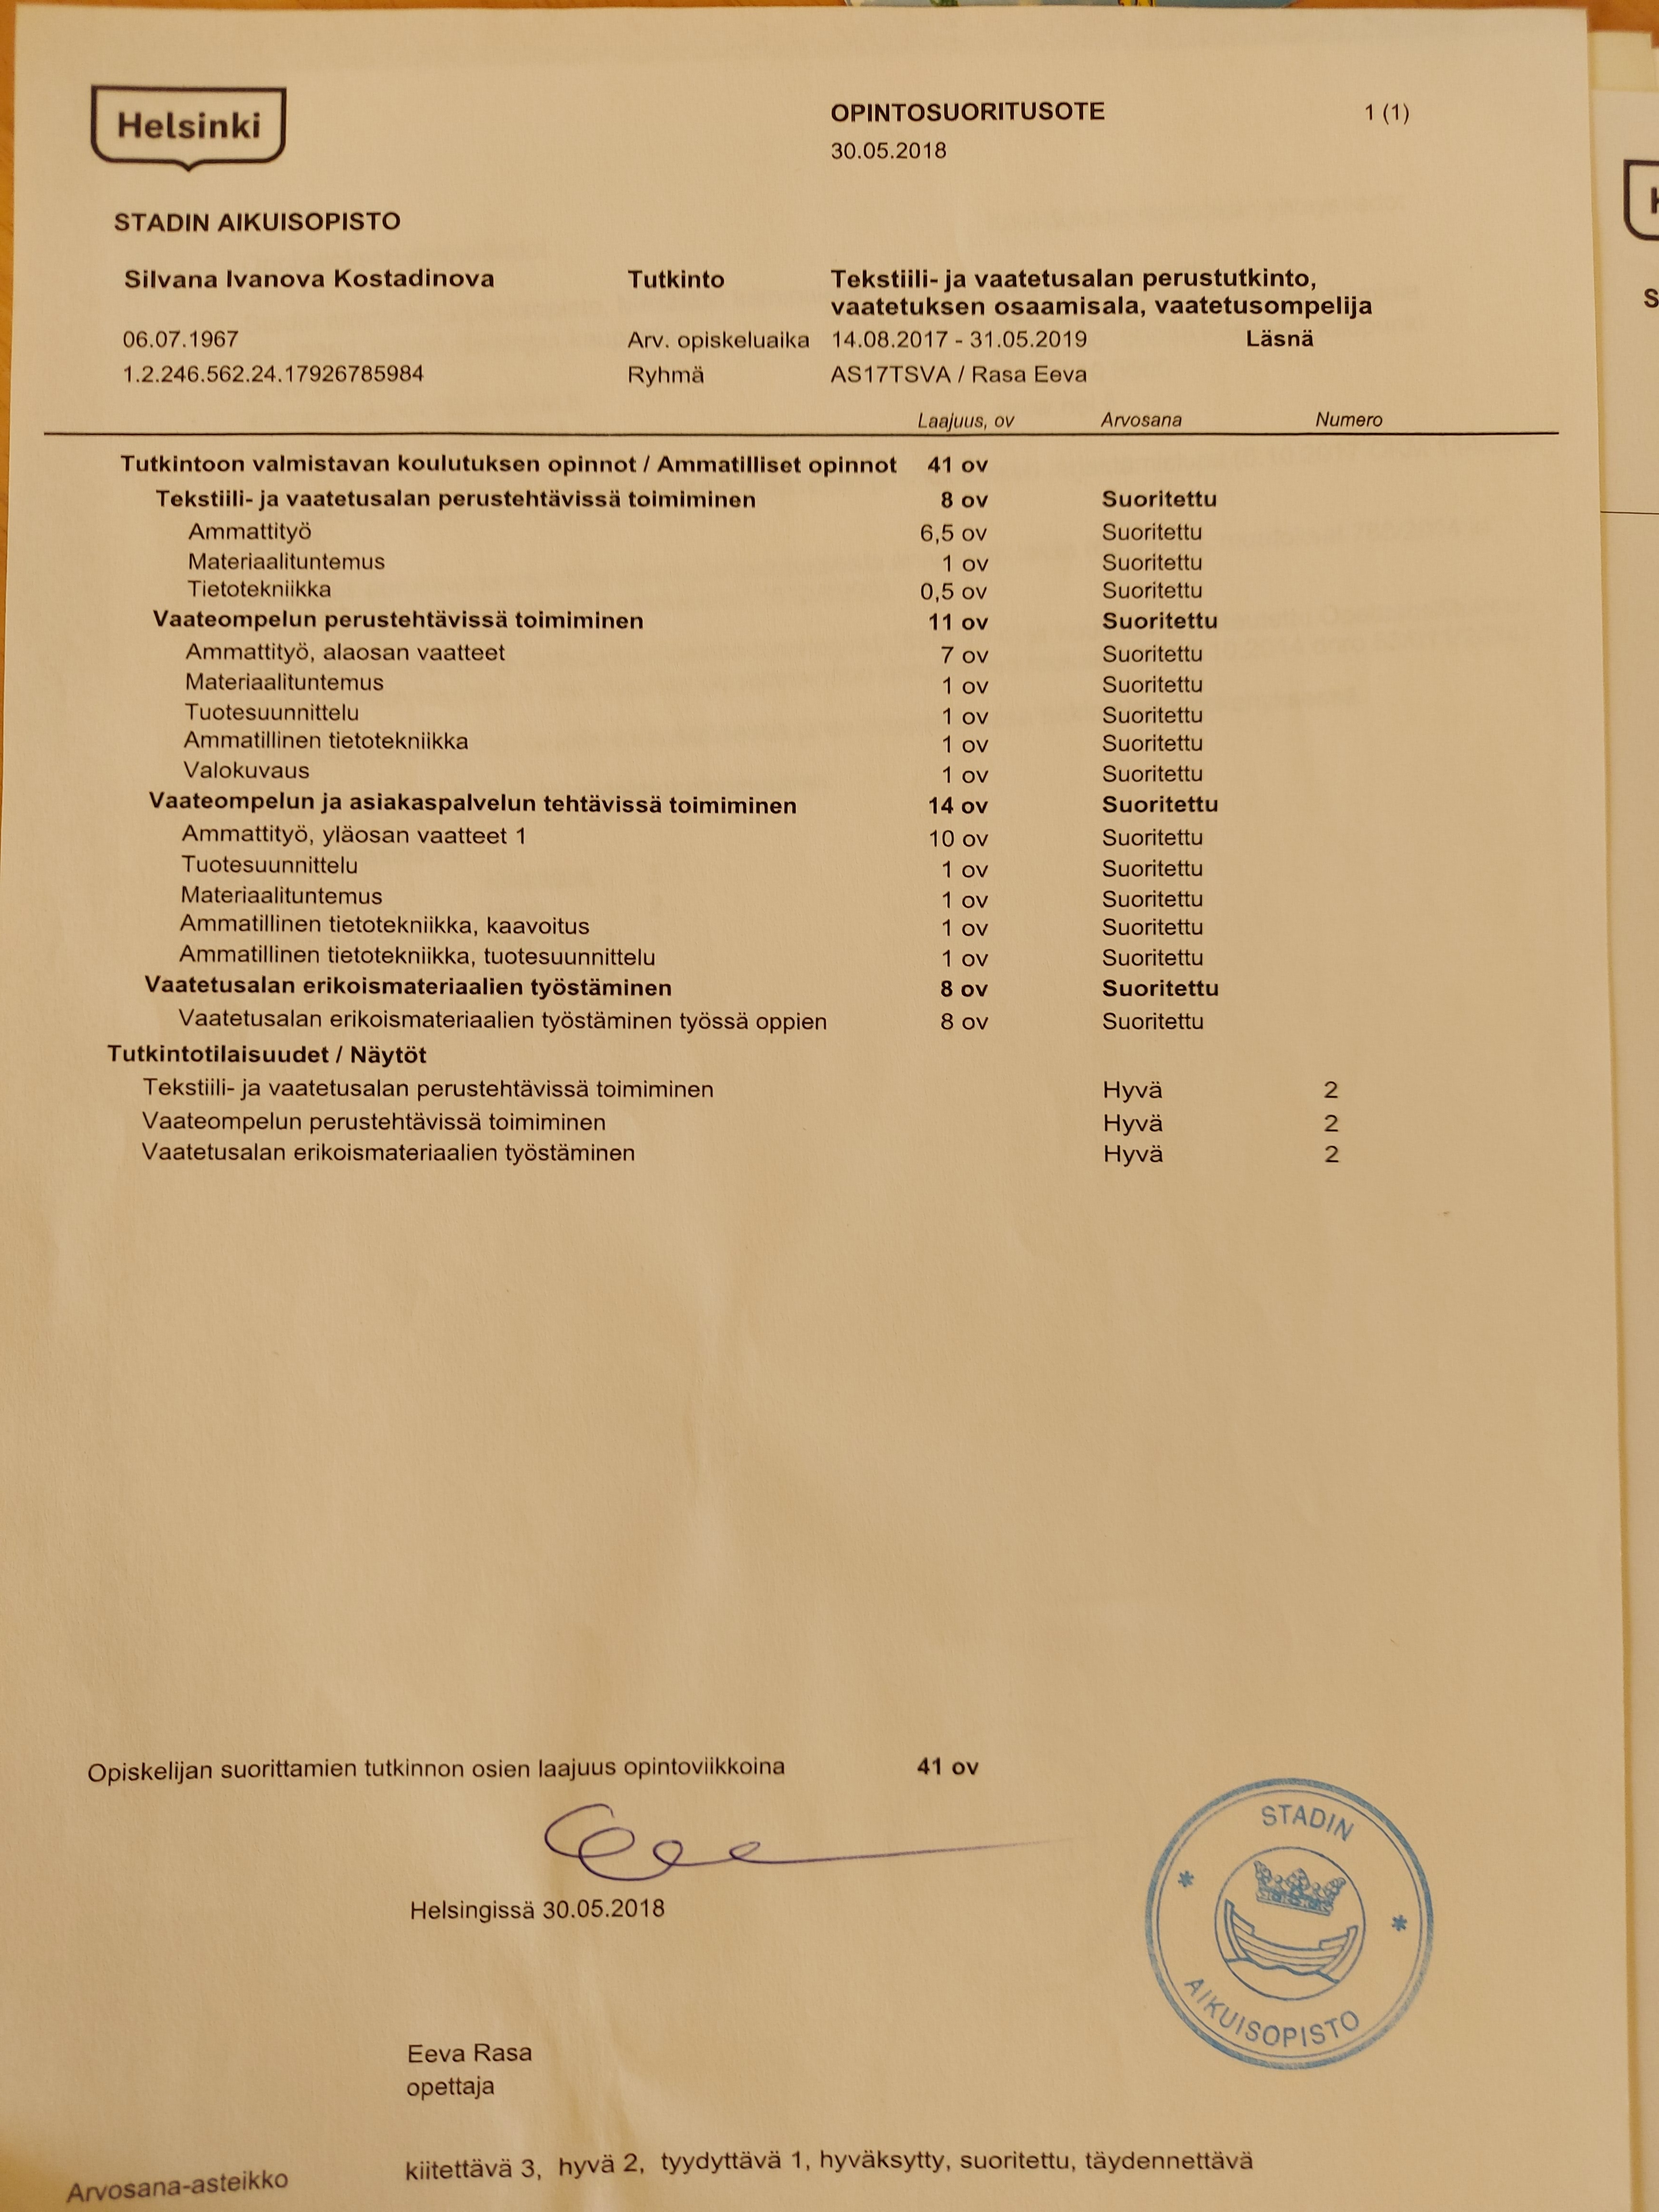 Helsinki
OPINTOSUORITUSOTE 1 (1)
30.05.2018
STADIN AIKUISOPISTO
Silvana Ivanova Kostadinova Tutkinto Tekstiili- ja vaatetusalan perustutkinto,
vaatetuksen osaamisala, vaatetusompelija
06.07.1967 Arv. opiskeluaika 14.08.2017 - 31.05.2019 Läsnä
1.2.246.562.24.17926785984 Ryhmä AS17TSVA / Rasa Eeva
Laajuus, ov Arvosana Numero
Tutkintoon valmistavan koulutuksen opinnot / Ammatilliset opinnot 41 ov
Tekstiili- ja vaatetusalan perustehtävissä toimiminen 8 ov Suoritettu
Ammattityö 6,5 ov Suoritettu
Materiaalituntemus 1 ov Suoritettu
Tietotekniikka 0,5 ov Suoritettu
Vaateompelun perustehtävissä toimiminen 11 ov Suoritettu
Ammattityö, alaosan vaatteet 7 ov Suoritettu
Materiaalituntemus 1 ov Suoritettu
Tuotesuunnittelu 1 ov Suoritettu
Ammatillinen tietotekniikka 1 ov Suoritettu
Valokuvaus 1 ov Suoritettu
Vaateompelun ja asiakaspalvelun tehtävissä toimiminen 14 ov Suoritettu
Ammattityö, yläosan vaatteet 1 10 ov Suoritettu
Tuotesuunnittelu 1 ov Suoritettu
Materiaalituntemus 1 ov Suoritettu
Ammatillinen tietotekniikka, kaavoitus 1 ov Suoritettu
Ammatillinen tietotekniikka, tuotesuunnittelu 1 ov Suoritettu
Vaatetusalan erikoismateriaalien työstäminen 8 ov Suoritettu
Vaatetusalan erikoismateriaalien työstäminen työssä oppien 8 ov Suoritettu
Tutkintotilaisuudet / Näytöt
Tekstiili- ja vaatetusalan perustehtävissä toimiminen Hyvä 2
Vaateompelun perustehtävissä toimiminen Hyvä 2
Vaatetusalan erikoismateriaalien työstäminen Hyvä 2
Opiskelijan suorittamien tutkinnon osien laajuus opintoviikkoina 41 ov
STADIN
AIKUISOPISTO
Helsingissä 30.05.2018
Eeva Rasa
opettaja
Arvosana-asteikko kiitettävä 3, hyvä 2, tyydyttävä 1, hyväksytty, suoritettu, täydennettävä